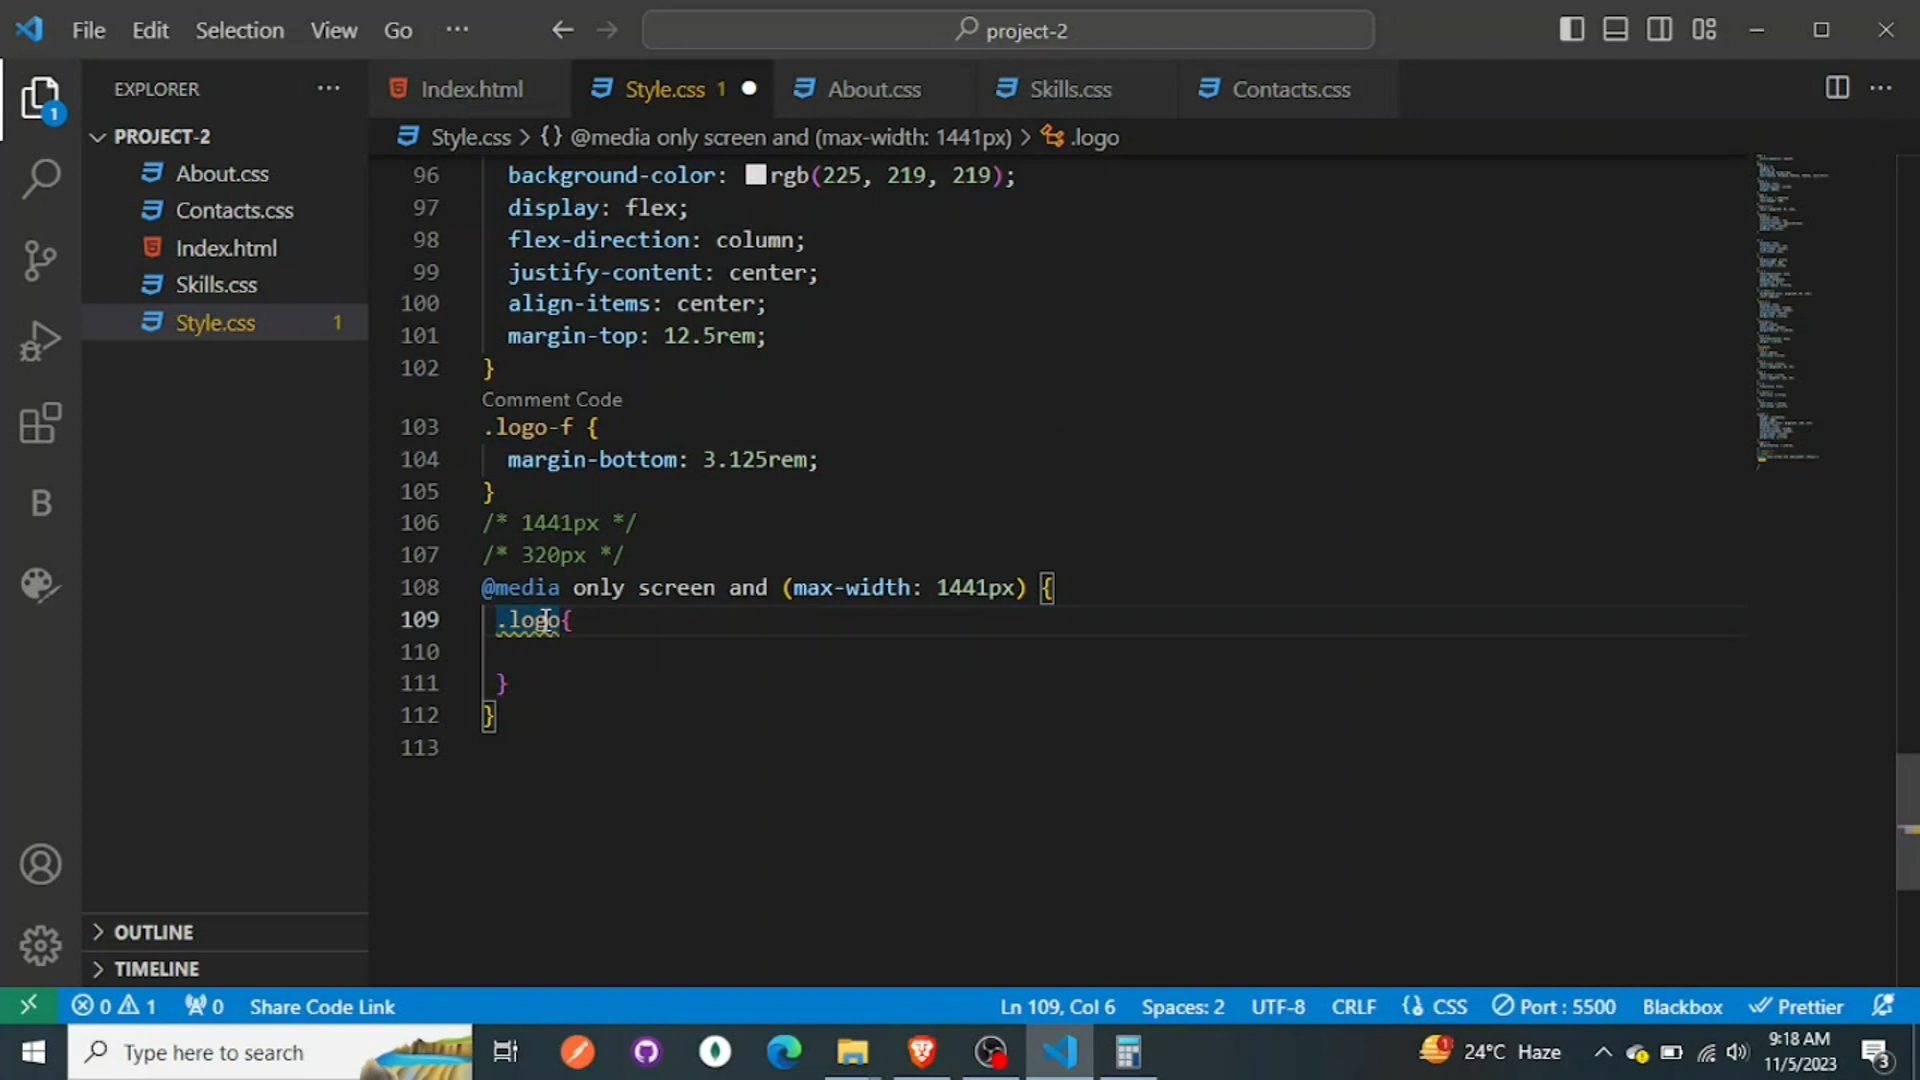 File Edit Selection View Go ··· project-2
EXPLORER ···
PROJECT-2
About.css
Contacts.css
Index.html
Skills.css
Style.css 1
OUTLINE
TIMELINE
1
B
Index.html Style.css 1 About.css Skills.css Contacts.css ···
Style.css > {} @media only screen and (max-width: 1441px) > .logo
96 background-color: rgb(225, 219, 219);
97 display: flex;
98 flex-direction: column;
99 justify-content: center;
100 align-items: center;
101 margin-top: 12.5rem;
102 }
Comment Code
103 .logo-f {
104 margin-bottom: 3.125rem;
105 }
106 /* 1441px */
107 /* 320px */
108 @media only screen and (max-width: 1441px) {
109 .logo{
110
111 }
112 }
113
0 1 0 Share Code Link Ln 109, Col 6 Spaces: 2 UTF-8 CRLF {} CSS Port : 5500 Blackbox Prettier
Type here to search 1 24°C Haze 9:18 AM
11/5/2023 3